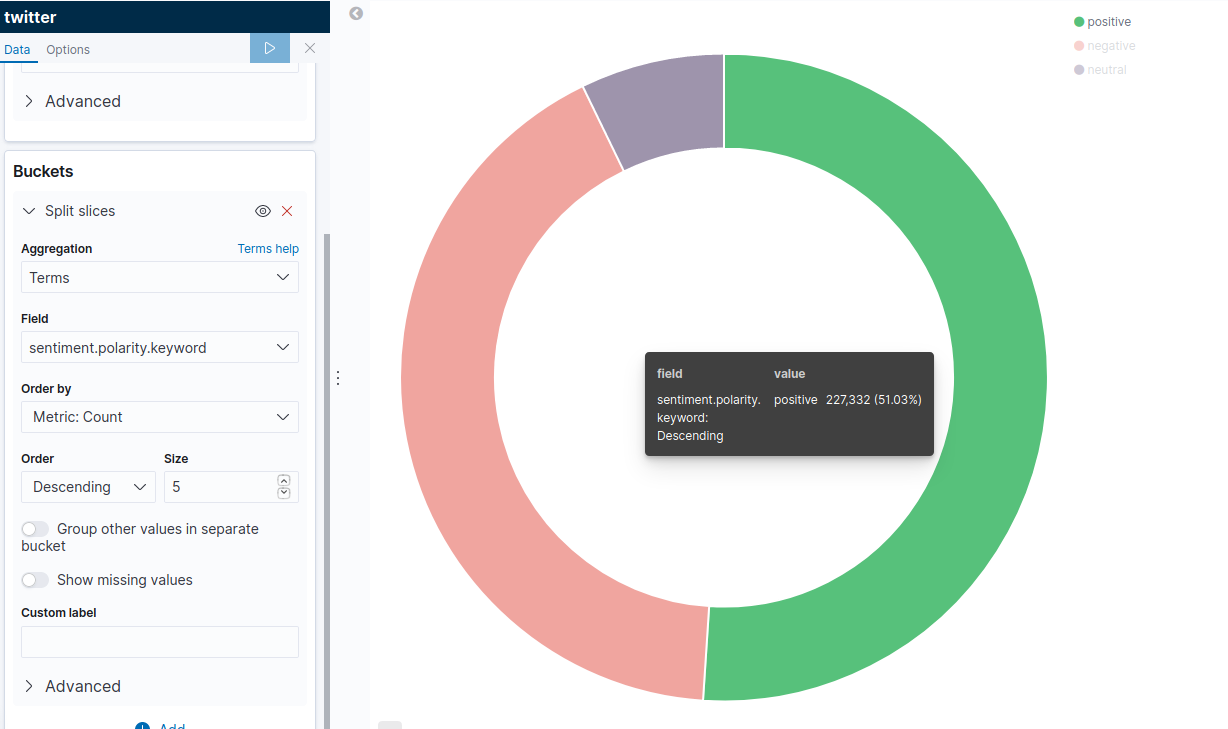 twitter
Data Options
Advanced
Buckets
Split slices
Aggregation Terms help
Terms
Field
sentiment.polarity.keyword
Order by
Metric: Count
Order Size
Descending 5
Group other values in separate
bucket
Show missing values
Custom label
Advanced
Add
positive
negative
neutral
field value
sentiment.polarity. positive 227,332 (51.03%)
keyword:
Descending